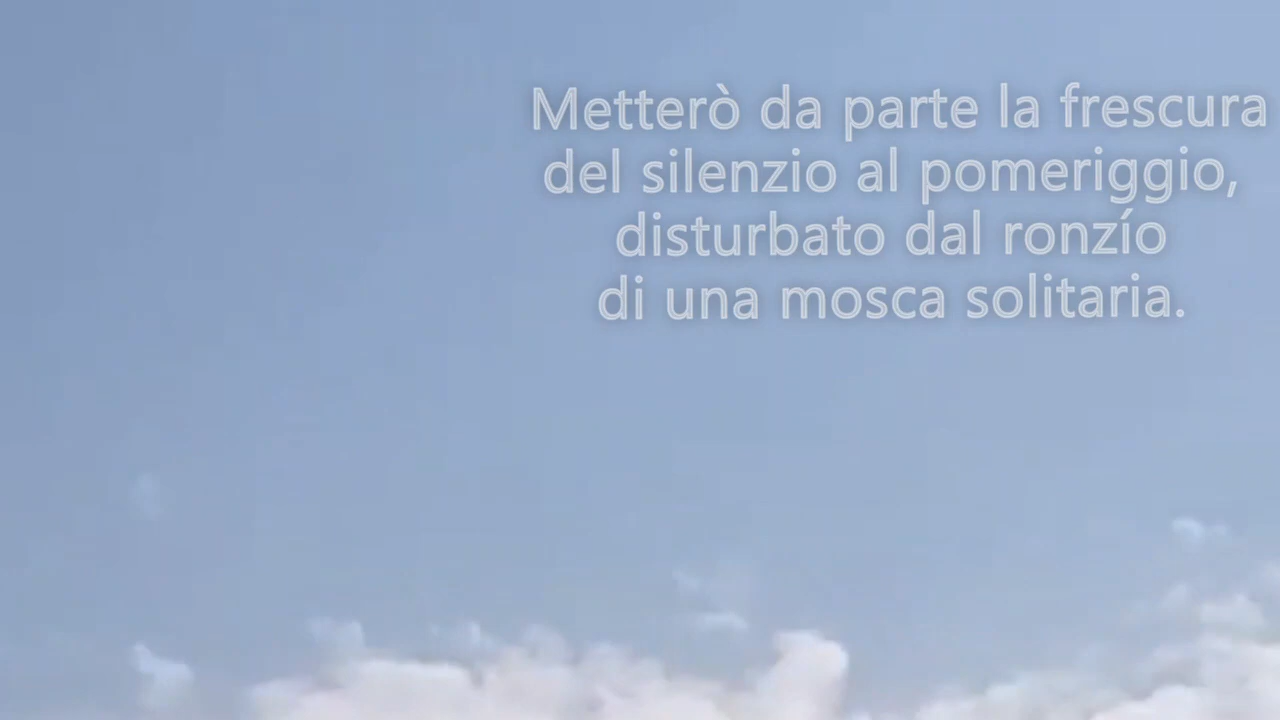 Metterò da parte la frescura
del silenzio al pomeriggio,
disturbato dal ronzío
di una mosca solitaria.